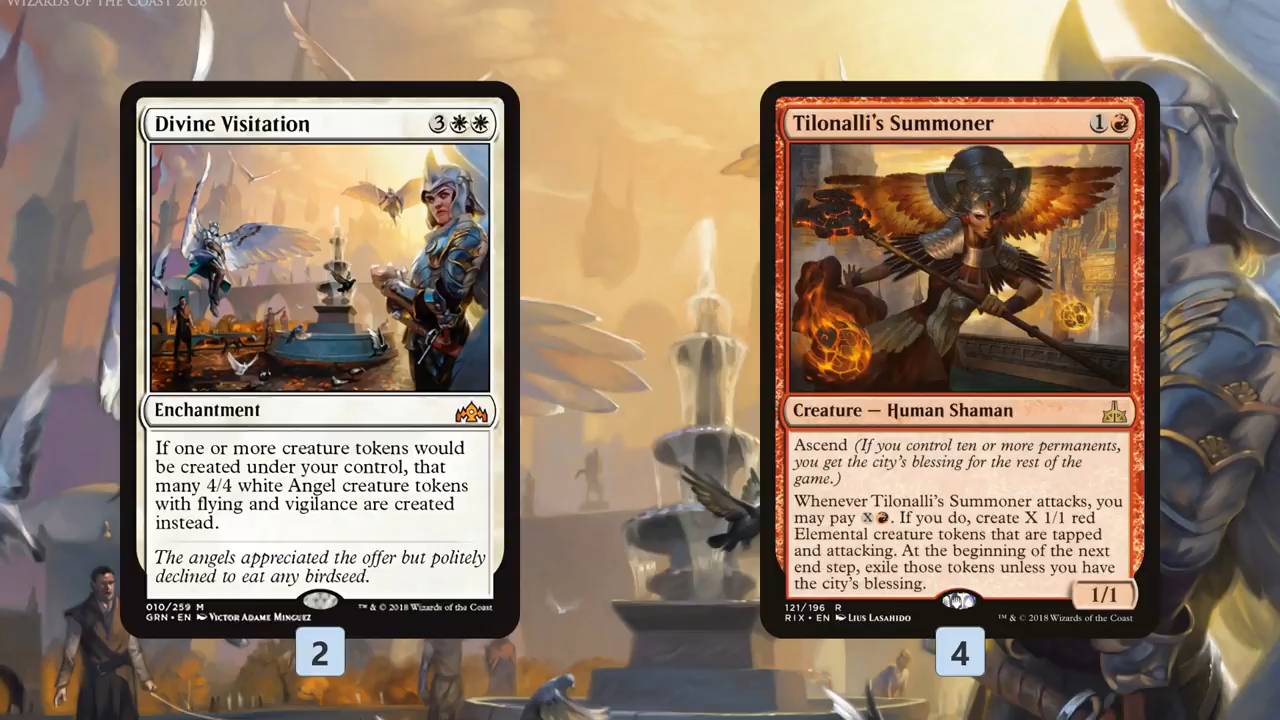 WIZARDS OF THE COAST 2018
Divine Visitation 3
Enchantment
If one or more creature tokens would
be created under your control, that
many 4/4 white Angel creature tokens
with flying and vigilance are created
instead.
The angels appreciated the offer but politely
declined to eat any birdseed.
010/259 M
GRN • EN Victor Adame Minguez
™ & © 2018 Wizards of the Coast
2
Tilonalli's Summoner 1
Creature — Human Shaman
Ascend (If you control ten or more permanents,
you get the city's blessing for the rest of the
game.)
Whenever Tilonalli's Summoner attacks, you
may pay X. If you do, create X 1/1 red
Elemental creature tokens that are tapped
and attacking. At the beginning of the next
end step, exile those tokens unless you have
the city's blessing.
1/1
121/196 R
RIX • EN Lius Lasahido
™ & © 2018 Wizards of the Coast
4